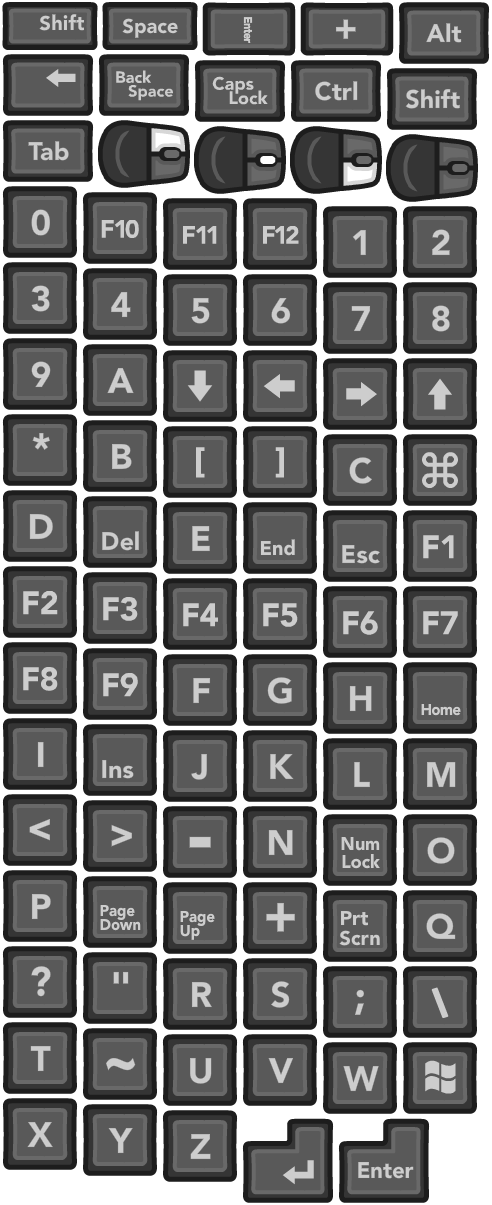 Shift
Space
Enter
+
Alt
←
Back
Space
Caps
Lock
Ctrl
Shift
Tab
0
F10
F11
F12
1
2
3
4
5
6
7
8
9
A
↓
←
→
↑
*
B
[
]
C
⌘
D
Del
E
End
Esc
F1
F2
F3
F4
F5
F6
F7
F8
F9
F
G
H
Home
I
Ins
J
K
L
M
<
>
-
N
Num
Lock
O
P
Page
Down
Page
Up
+
Prt
Scrn
Q
?
"
R
S
;
\
T
~
U
V
W
X
Y
Z
↵
Enter